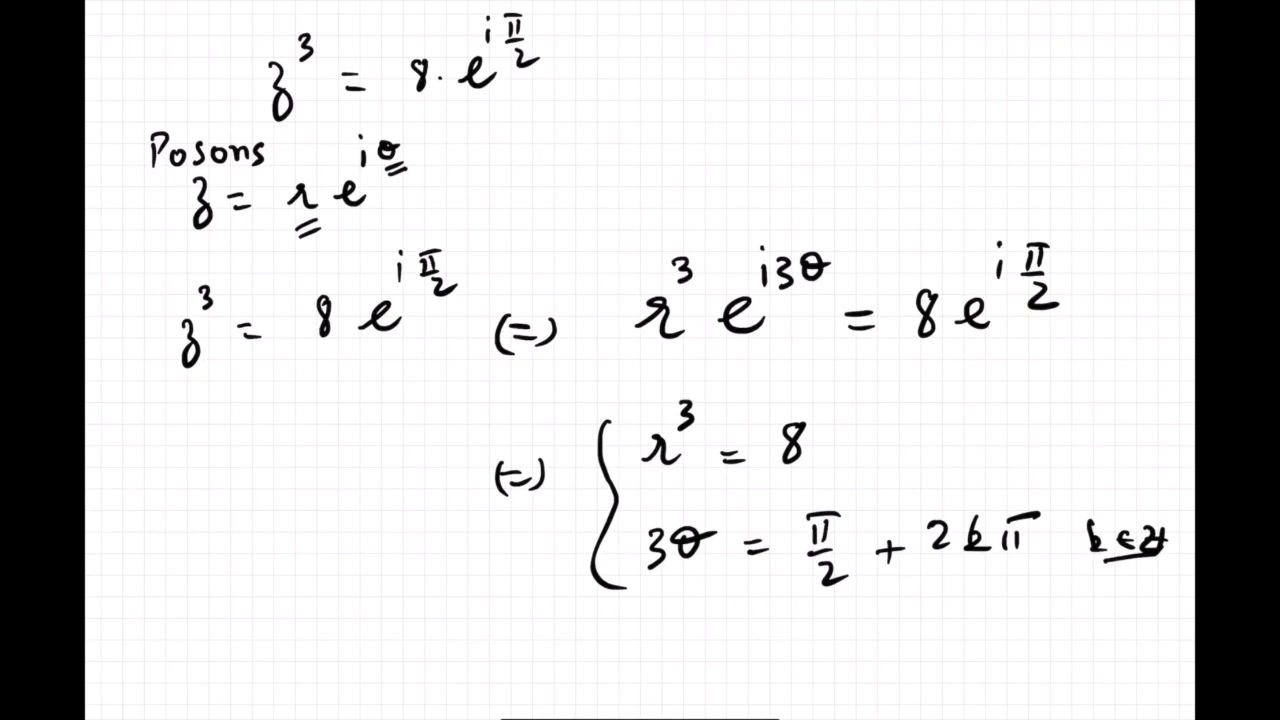 z³ = 8. e^{iπ/2}
Posons
z = r e^{iθ}
z³ = 8 e^{iπ/2} (=) r³ e^{i3θ} = 8 e^{iπ/2}
(=) { r³ = 8
3θ = π/2 + 2kπ k∈ℤ